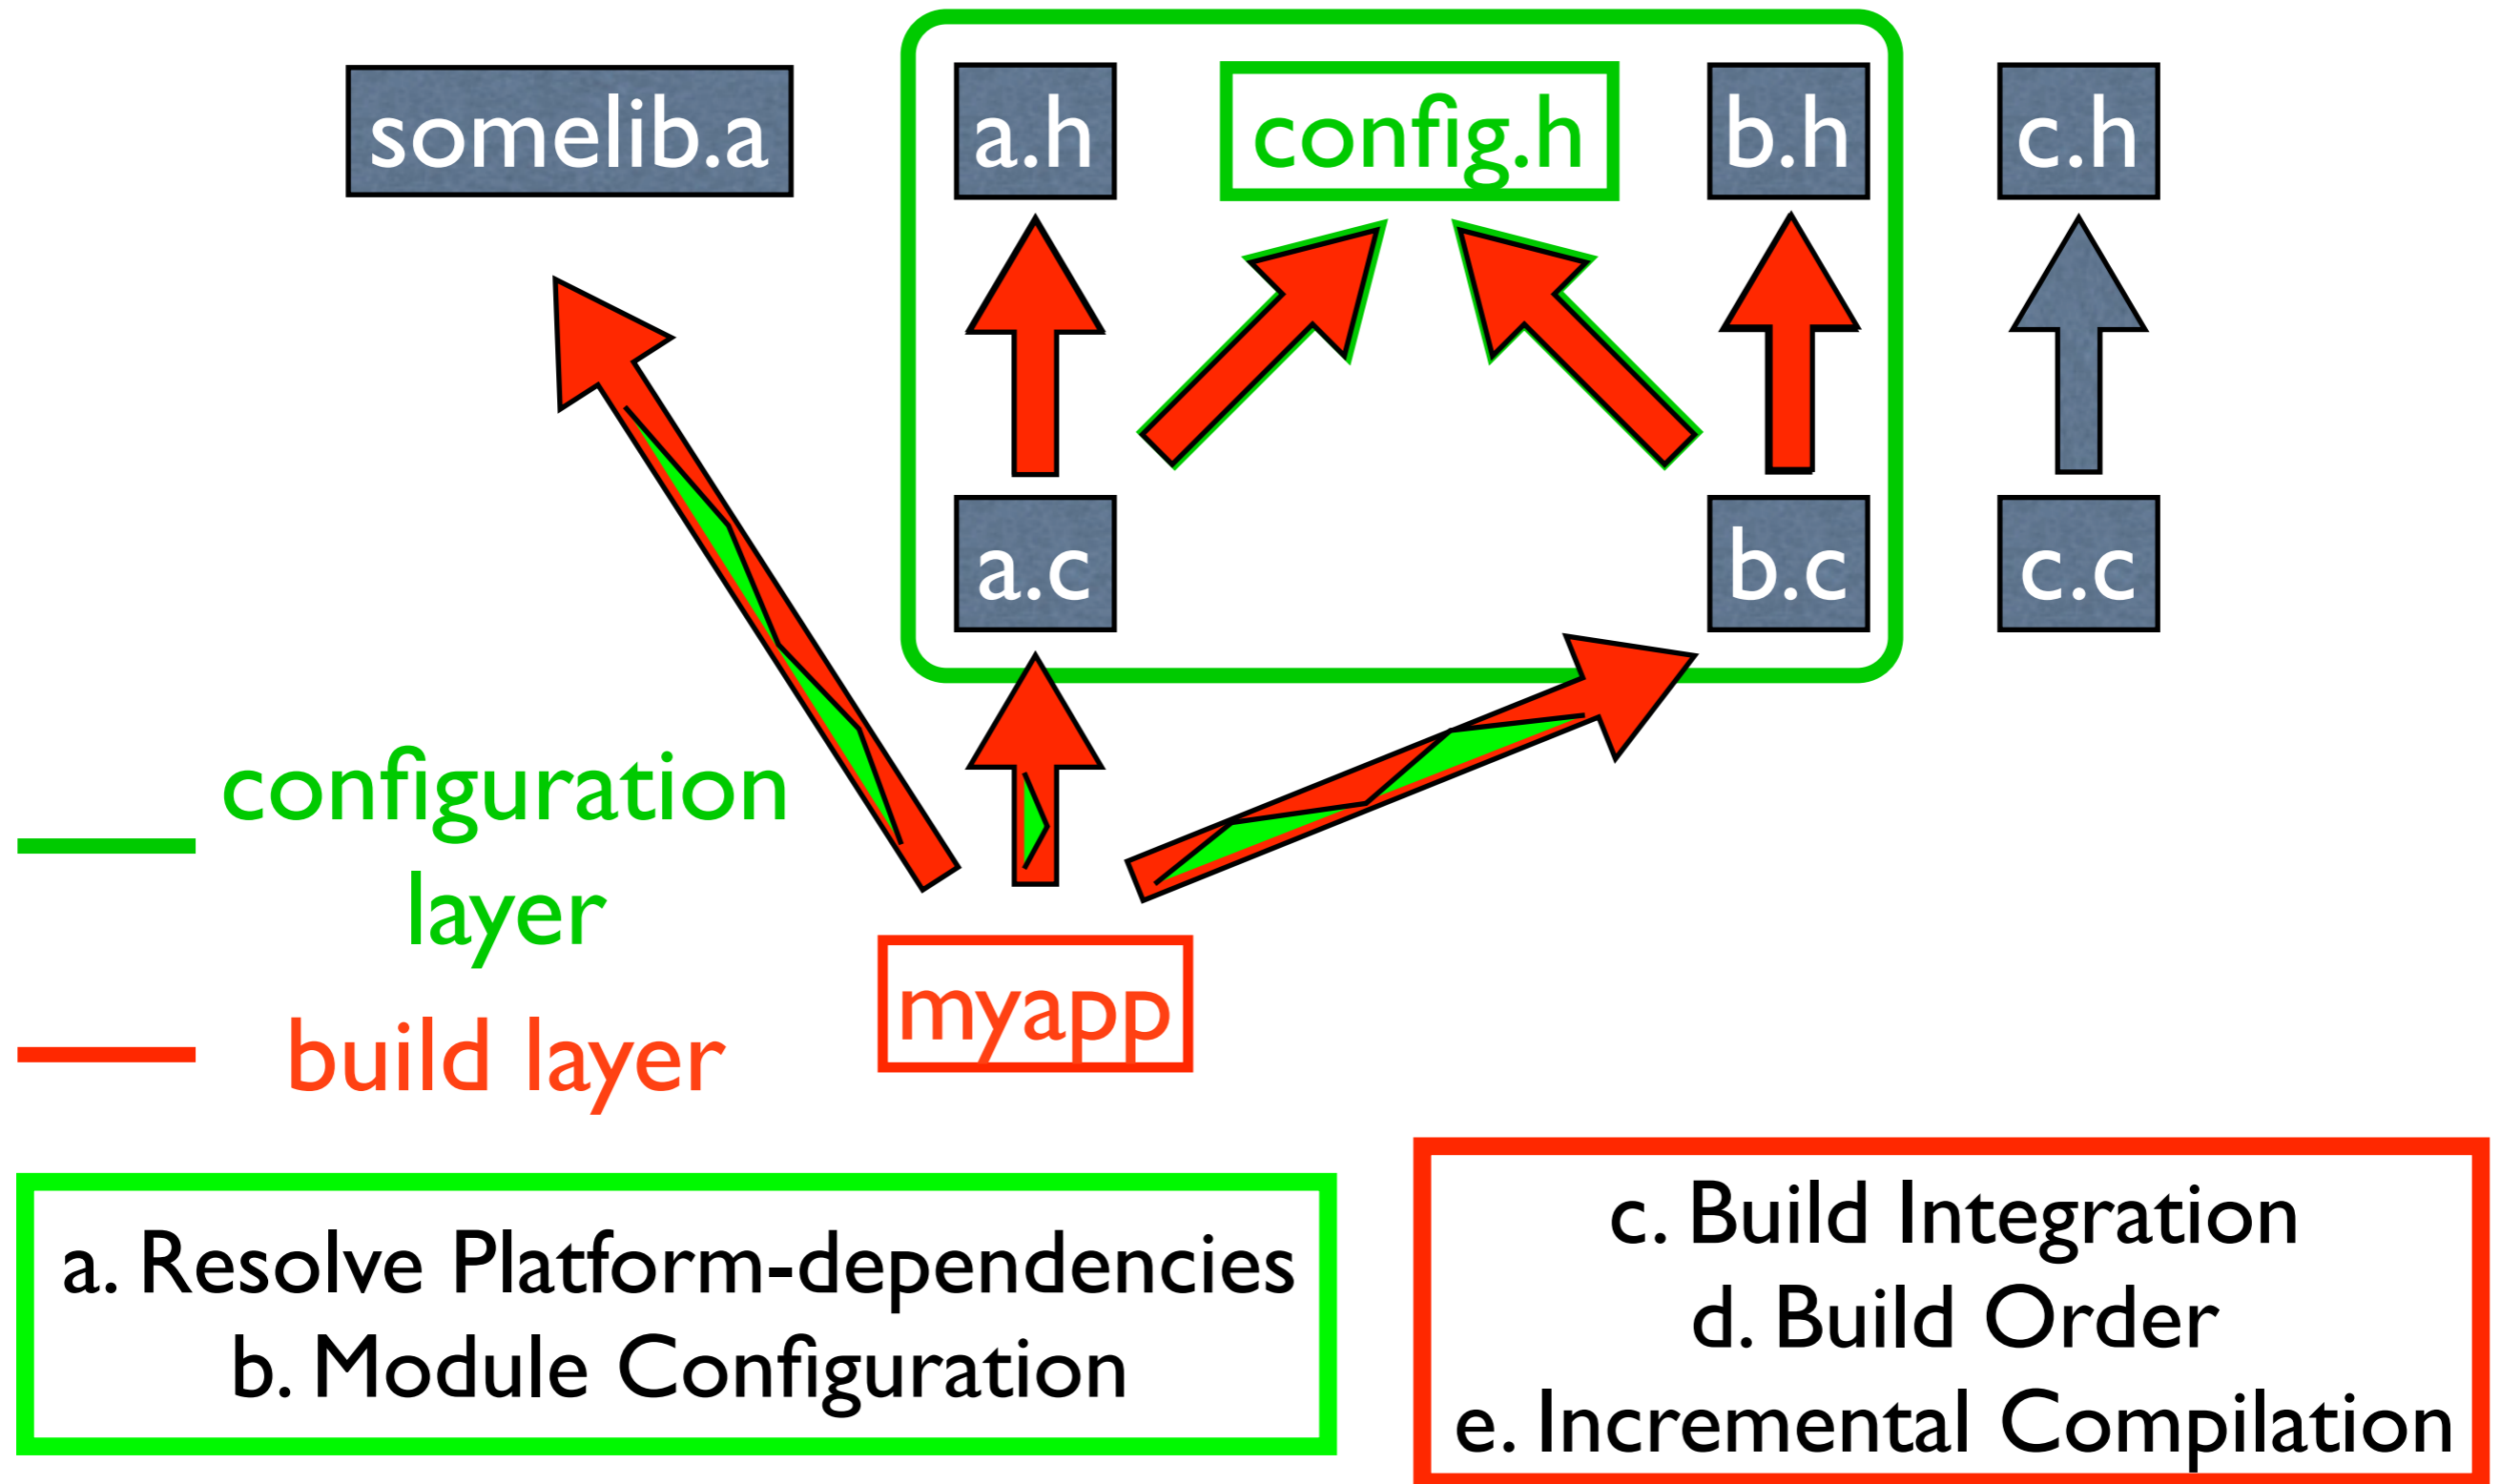 somelib.a
a.h
config.h
b.h
c.h
a.c
b.c
c.c
configuration
layer
build layer
myapp
a. Resolve Platform-dependencies
b. Module Configuration
c. Build Integration
d. Build Order
e. Incremental Compilation